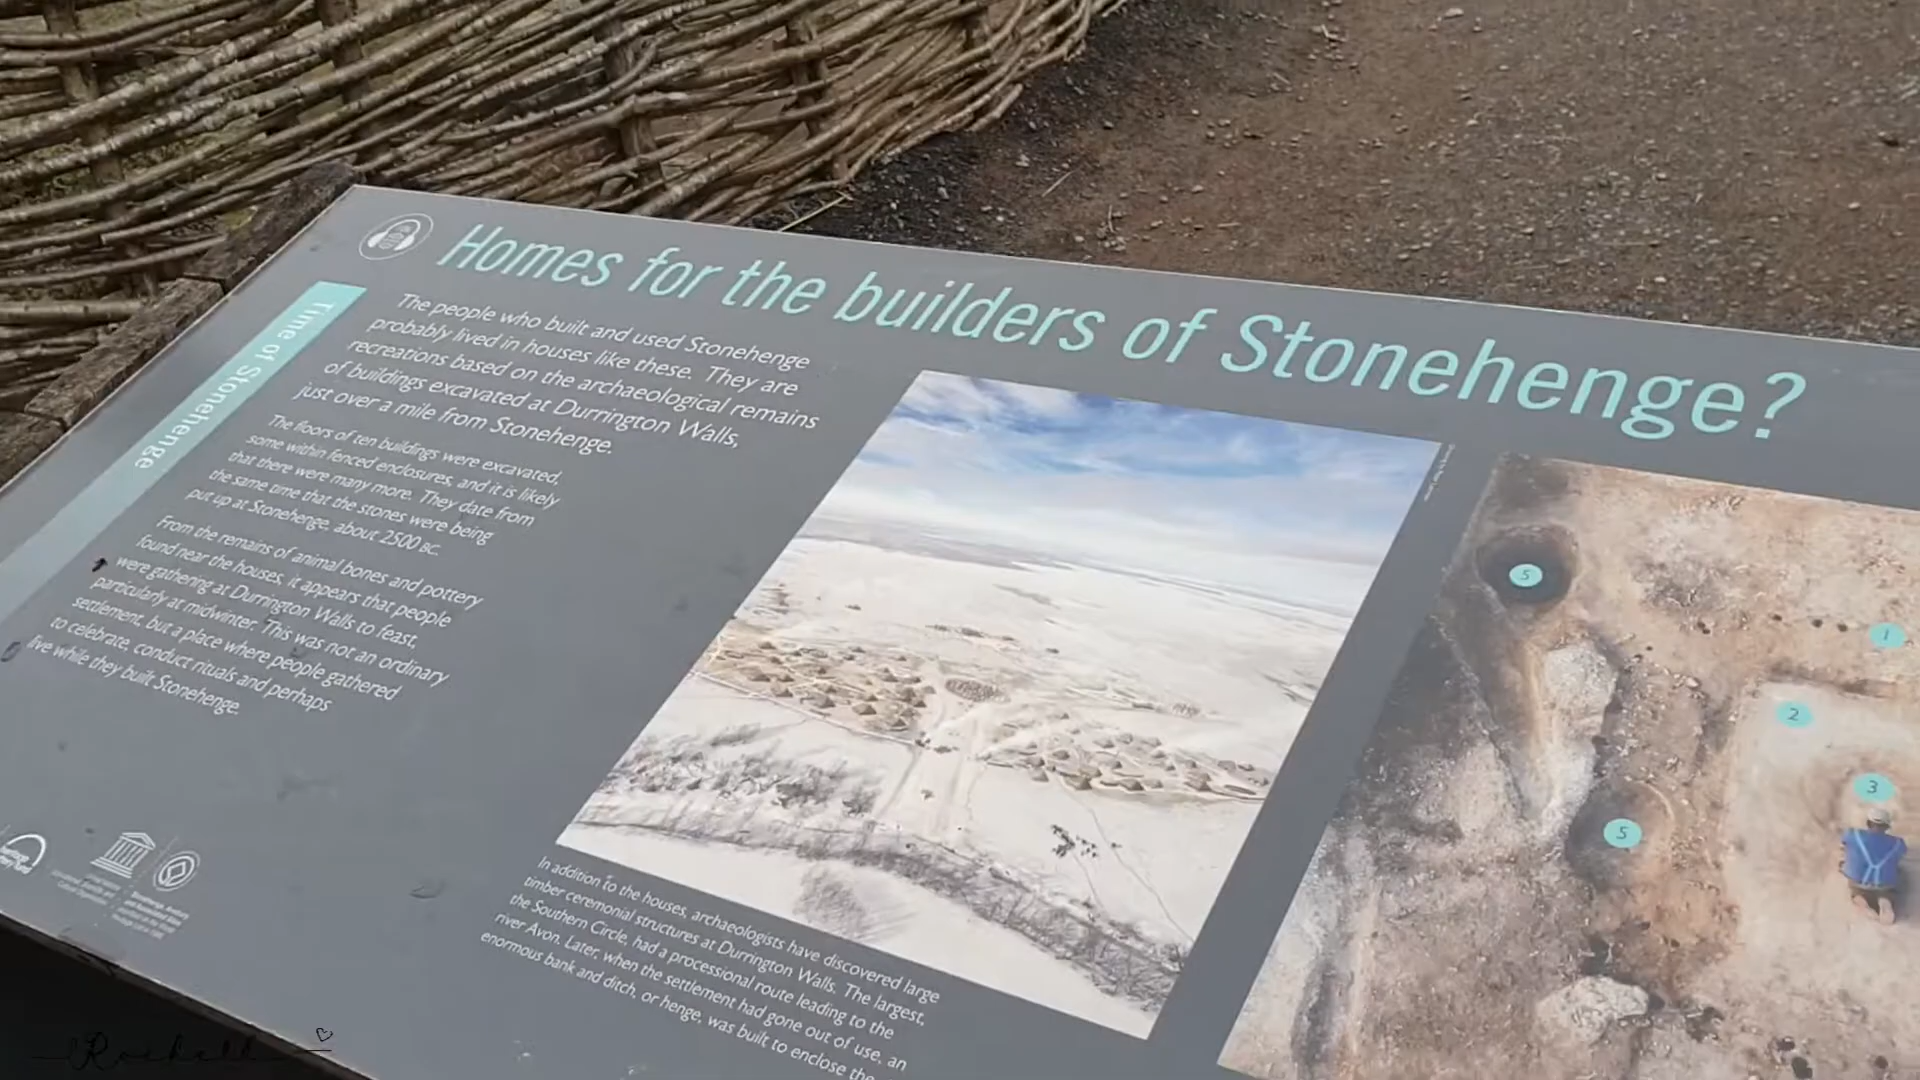 Homes for the builders of Stonehenge?
Time of Stonehenge
The people who built and used Stonehenge
probably lived in houses like these. They are
recreations based on the archaeological remains
of buildings excavated at Durrington Walls,
just over a mile from Stonehenge.
The floors of ten buildings were excavated,
some within fenced enclosures, and it is likely
that there were many more. They date from
the same time that the stones were being
put up at Stonehenge, about 2500 BC.
From the remains of animal bones and pottery
found near the houses, it appears that people
were gathering at Durrington Walls to feast,
particularly at midwinter. This was not an ordinary
settlement, but a place where people gathered
to celebrate, conduct rituals and perhaps
live while they built Stonehenge.
In addition to the houses, archaeologists have discovered large
timber ceremonial structures at Durrington Walls. The largest,
the Southern Circle, had a processional route leading to the
river Avon. Later, when the settlement had gone out of use, an
enormous bank and ditch, or henge, was built to enclose the
5
1
2
3
5